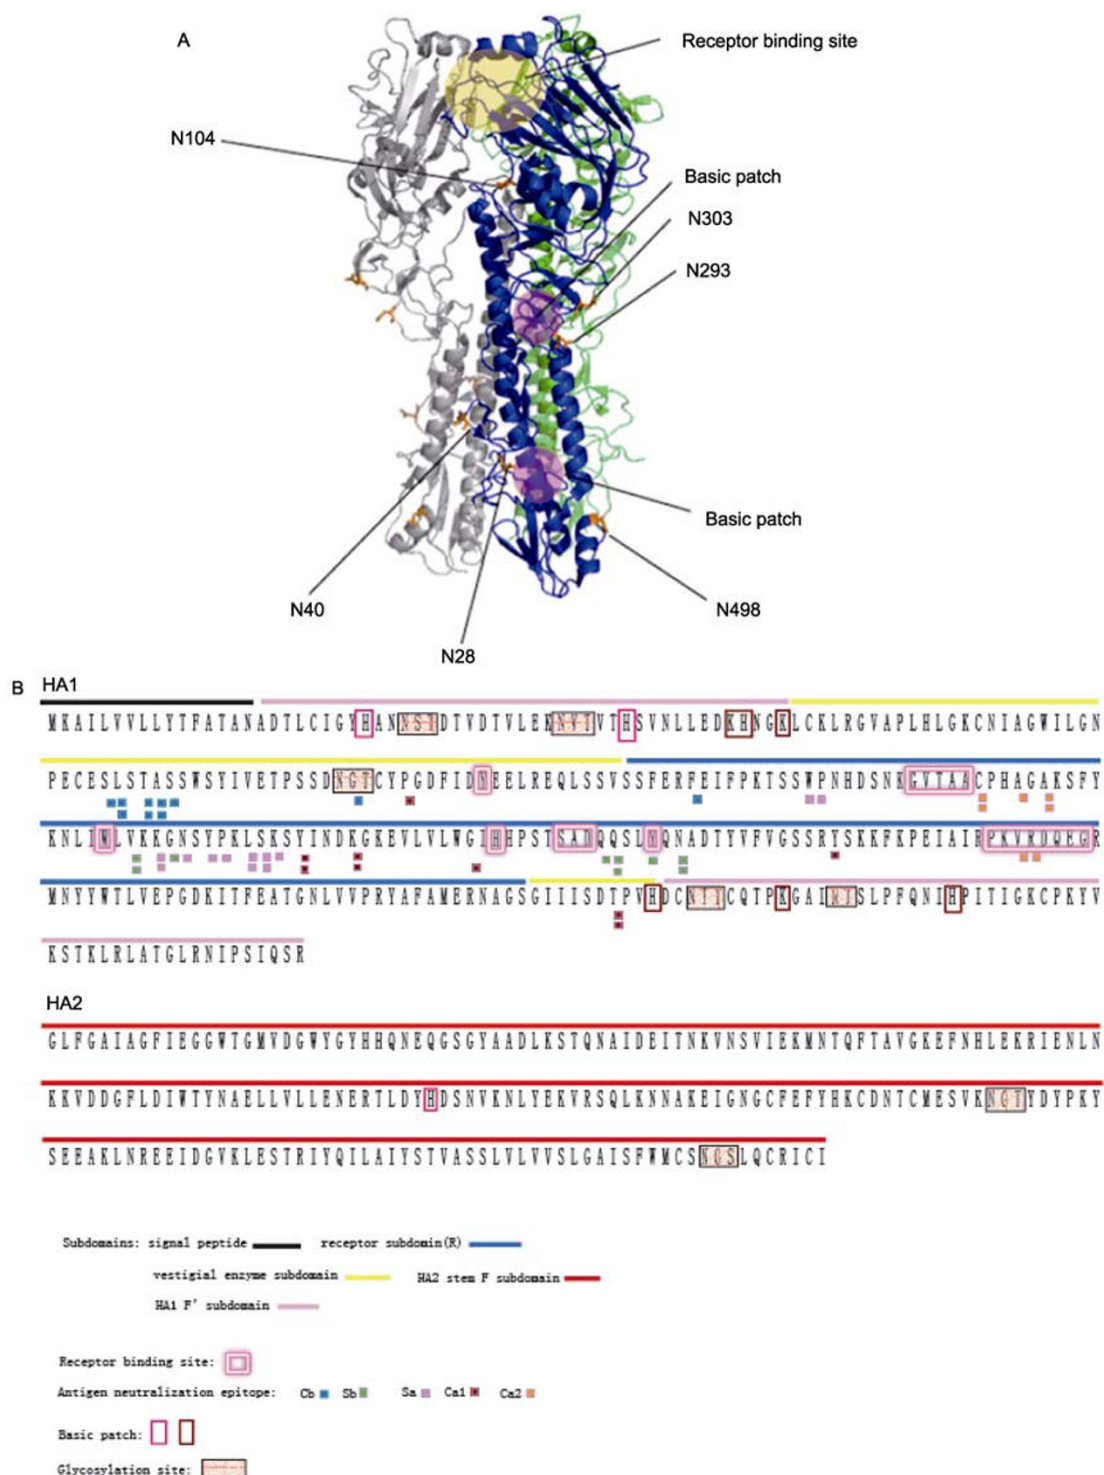 A
Receptor binding site
N104
Basic patch
N303
N293
Basic patch
N40
N498
N28
B
HA1
MKAILVVLLYTFATANADTLCIGYHANNSTDTVDTVLEKNVTVTHSVNLLEDKHNGKLCKLRGVAPLHLGKCNIAGWILGN
PECESLSTASSWSYIVETPSSDNGTCYPGDFIDYEELREQLSSVSSFERFEIFPKTSSWPNHDSNKGVTAACPHAGAKSFY
KNLIWLVKKGNSYPKLSKSYINDKGKEVLVLWGIHHPSTSADQQSLYQNADTYVFVGSSRYSKKFKPEIAIRPKVRDQEGR
MNYYWTLVEPGDKITFEATGNLVVPRYAFAMERNAGSGIIISDTPVHDCNTTCQTPKGAINTSLPFQNIHPITIGKCPKYV
KSTKLRLATGLRNIPSIQSR
HA2
GLFGAIAGFIEGGWTGMVDGWYGYHHQNEQGSGYAADLKSTQNAIDEITNKVNSVIEKMNTQFTAVGKEFNHLEKRIENLN
KKVDDGFLDIWTYNAELLVLLENERTLDYHDSNVKNLYEKVRSQLKNNAKEIGNGCFEFYHKCDNTCMESVKNGTYDYPKY
SEEAKLNREEIDGVKLESTRIYQILAIYSTVASSLVLVVSLGAISFWMCSNGSLQCRICI
Subdomains: signal peptide receptor subdomin(R)
vestigial enzyme subdomain HA2 stem F subdomain
HA1 F' subdomain
Receptor binding site:
Antigen neutralization epitope: Cb Sb Sa Ca1 Ca2
Basic patch:
Glycosylation site: